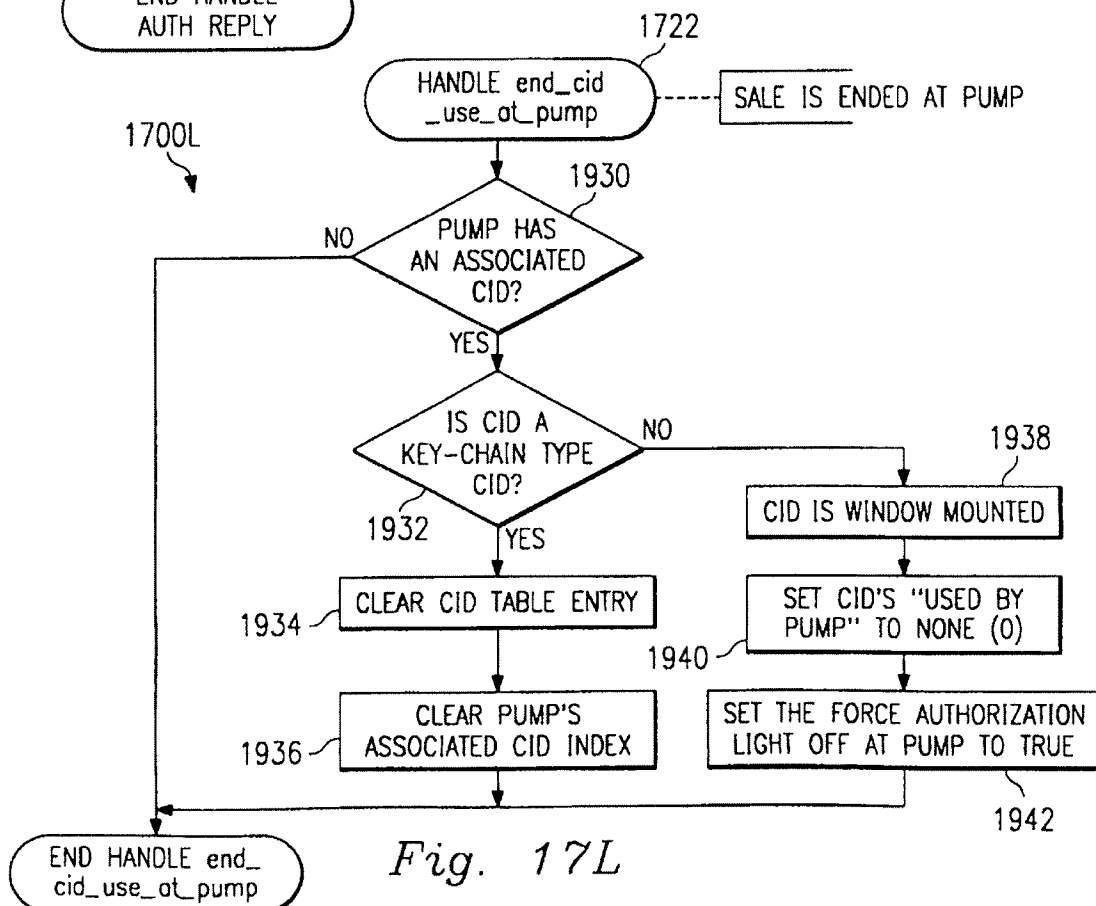 END HANDLE
AUTH REPLY
1722
HANDLE end_cid
_use_at_pump
SALE IS ENDED AT PUMP
1700L
1930
PUMP HAS
AN ASSOCIATED
CID?
NO
YES
IS CID A
KEY-CHAIN TYPE
CID?
NO
1932
YES
1938
CID IS WINDOW MOUNTED
CLEAR CID TABLE ENTRY
1934
SET CID'S "USED BY
PUMP" TO NONE (0)
1940
CLEAR PUMP'S
ASSOCIATED CID INDEX
1936
SET THE FORCE AUTHORIZATION
LIGHT OFF AT PUMP TO TRUE
1942
END HANDLE end_
cid_use_at_pump
Fig. 17L